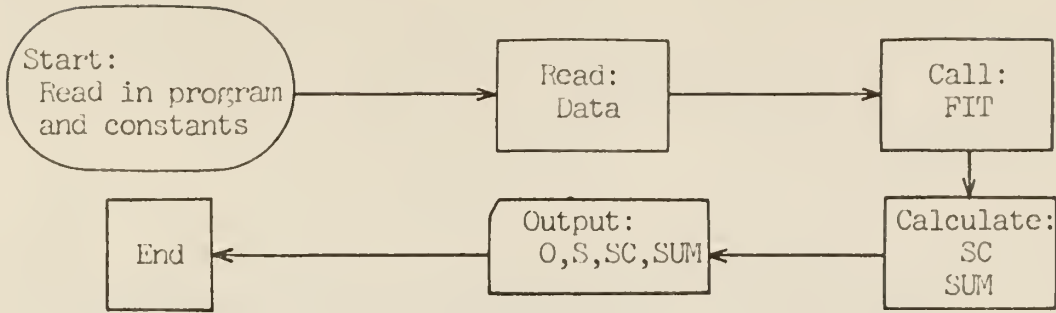 Start:
Read in program
and constants
Read:
Data
Call:
FIT
Calculate:
SC
SUM
Output:
O,S,SC,SUM
End